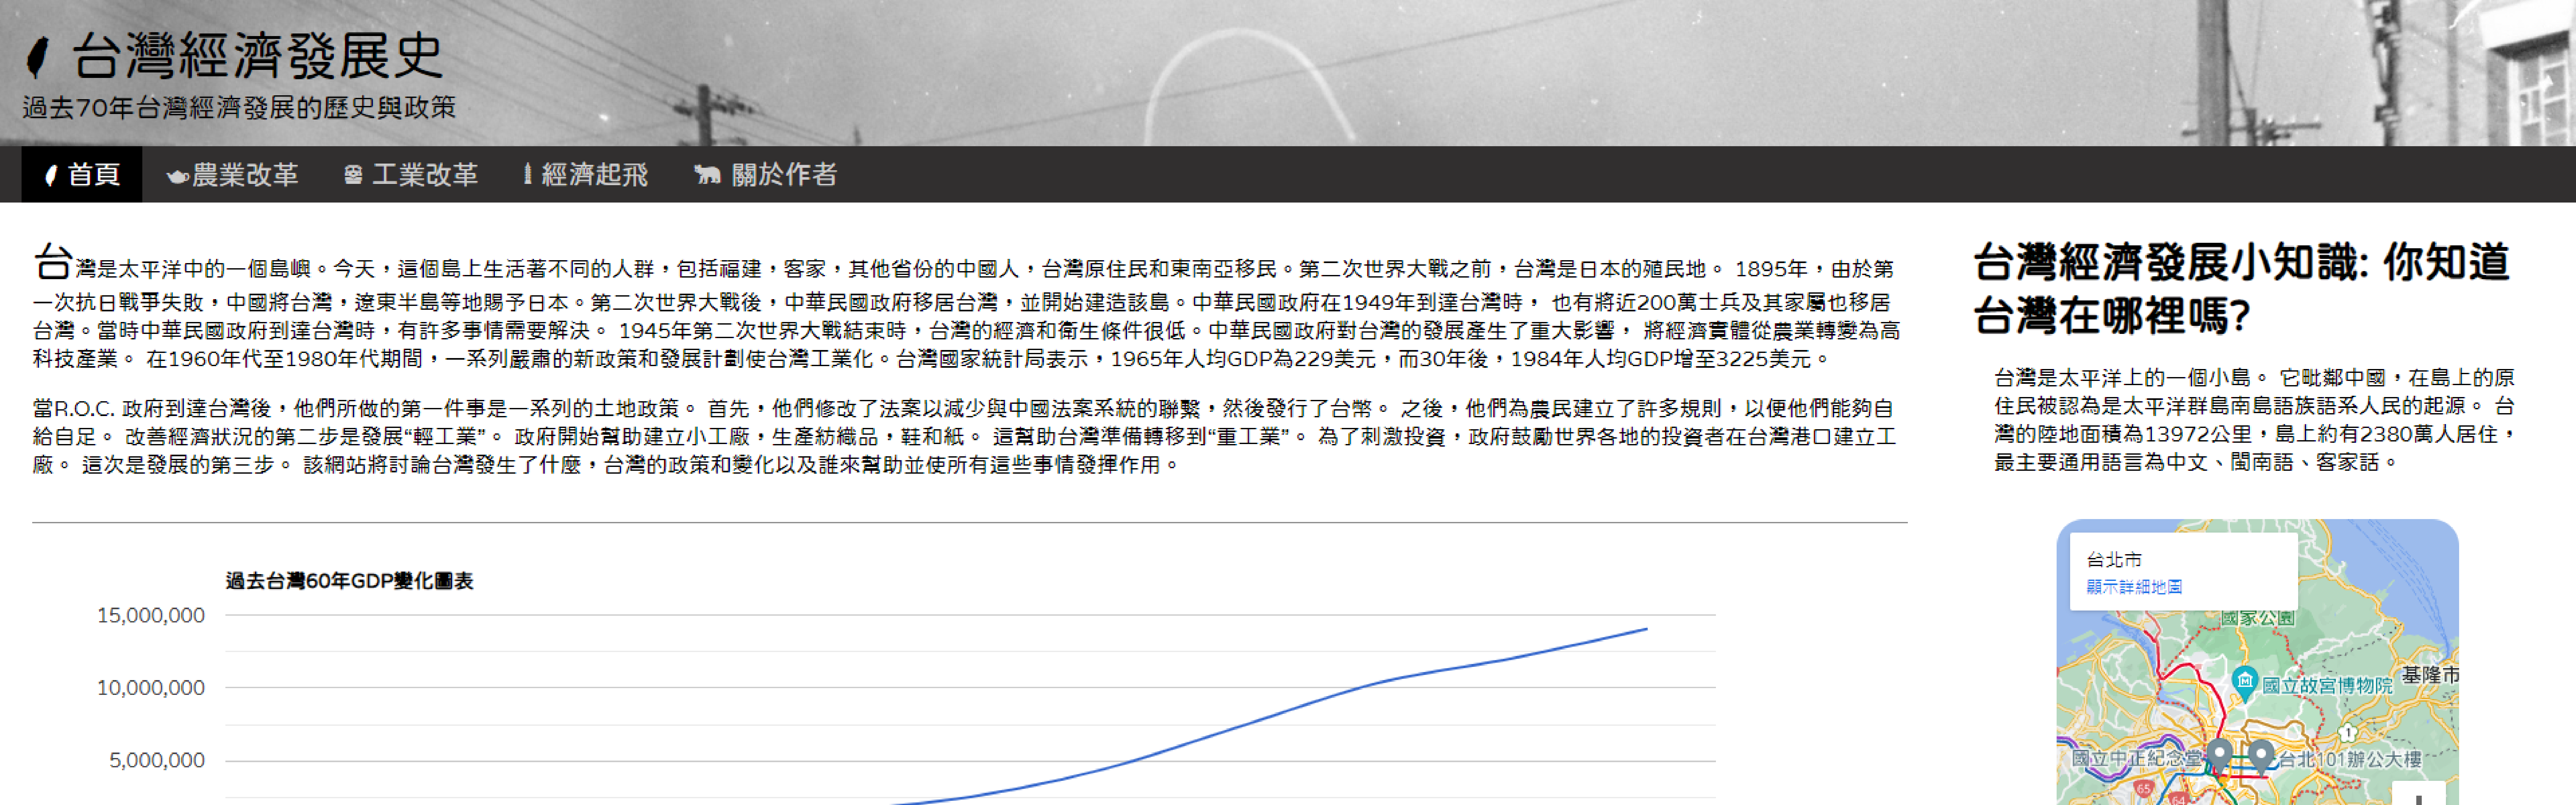 台灣經濟發展史
過去70年台灣經濟發展的歷史與政策
首頁 農業改革 工業改革 經濟起飛 關於作者
台灣是太平洋中的一個島嶼。今天，這個島上生活著不同的人群，包括福建，客家，其他省份的中國人，台灣原住民和東南亞移民。第二次世界大戰之前，台灣是日本的殖民地。 1895年，由於第
一次抗日戰爭失敗，中國將台灣，遼東半島等地賜予日本。第二次世界大戰後，中華民國政府移居台灣，並開始建造該島。中華民國政府在1949年到達台灣時， 也有將近200萬士兵及其家屬也移居
台灣。當時中華民國政府到達台灣時，有許多事情需要解決。 1945年第二次世界大戰結束時，台灣的經濟和衛生條件很低。中華民國政府對台灣的發展產生了重大影響， 將經濟實體從農業轉變為高
科技產業。 在1960年代至1980年代期間，一系列嚴肅的新政策和發展計劃使台灣工業化。台灣國家統計局表示，1965年人均GDP為229美元，而30年後，1984年人均GDP增至3225美元。
當R.O.C. 政府到達台灣後，他們所做的第一件事是一系列的土地政策。 首先，他們修改了法案以減少與中國法案系統的聯繫，然後發行了台幣。 之後，他們為農民建立了許多規則，以便他們能夠自
給自足。 改善經濟狀況的第二步是發展“輕工業”。 政府開始幫助建立小工廠，生產紡織品，鞋和紙。 這幫助台灣準備轉移到“重工業”。 為了刺激投資，政府鼓勵世界各地的投資者在台灣港口建立工
廠。 這次是發展的第三步。 該網站將討論台灣發生了什麼，台灣的政策和變化以及誰來幫助並使所有這些事情發揮作用。
過去台灣60年GDP變化圖表
15,000,000
10,000,000
5,000,000
台灣經濟發展小知識: 你知道
台灣在哪裡嗎?
台灣是太平洋上的一個小島。 它毗鄰中國，在島上的原
住民被認為是太平洋群島南島語族語系人民的起源。 台
灣的陸地面積為13972公里，島上約有2380萬人居住，
最主要通用語言為中文、閩南語、客家話。
台北市
顯示詳細地圖
國家公園
基隆市
國立故宮博物院
1
國立中正紀念堂
台北101辦公大樓
65
64